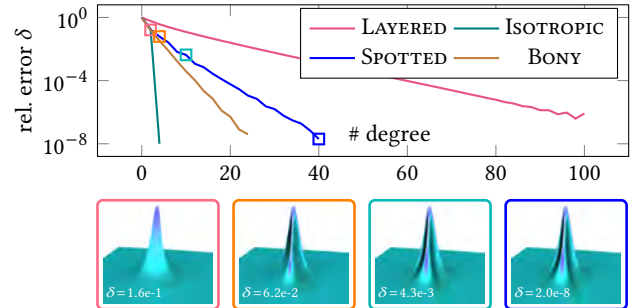 rel. error δ
10^0
10^-4
10^-8
LAYERED
ISOTROPIC
SPOTTED
BONY
# degree
0
20
40
60
80
100
δ=1.6e-1
δ=6.2e-2
δ=4.3e-3
δ=2.0e-8